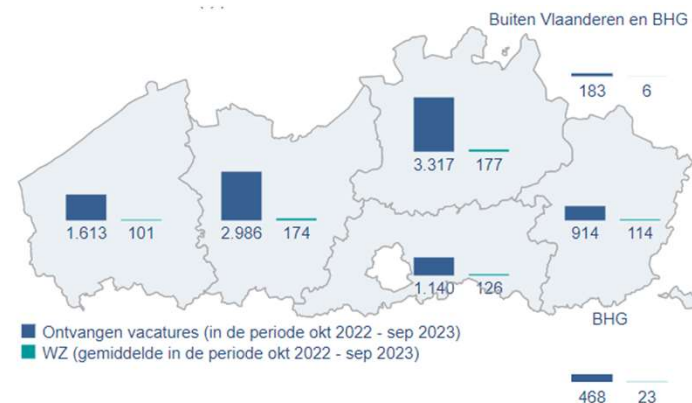 Buiten Vlaanderen en BHG
183 6
3.317 177
1.613 101
2.986 174
914 114
1.140 126
BHG
Ontvangen vacatures (in de periode okt 2022 - sep 2023)
WZ (gemiddelde in de periode okt 2022 - sep 2023)
468 23